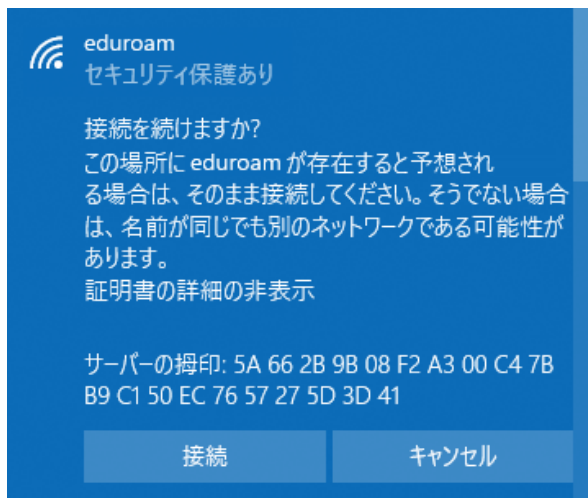 eduroam
セキュリティ保護あり
接続を続けますか?
この場所に eduroam が存在すると予想され
る場合は、そのまま接続してください。そうでない場合
は、名前が同じでも別のネットワークである可能性が
あります。
証明書の詳細の非表示
サーバーの拇印: 5A 66 2B 9B 08 F2 A3 00 C4 7B
B9 C1 50 EC 76 57 27 5D 3D 41
接続
キャンセル